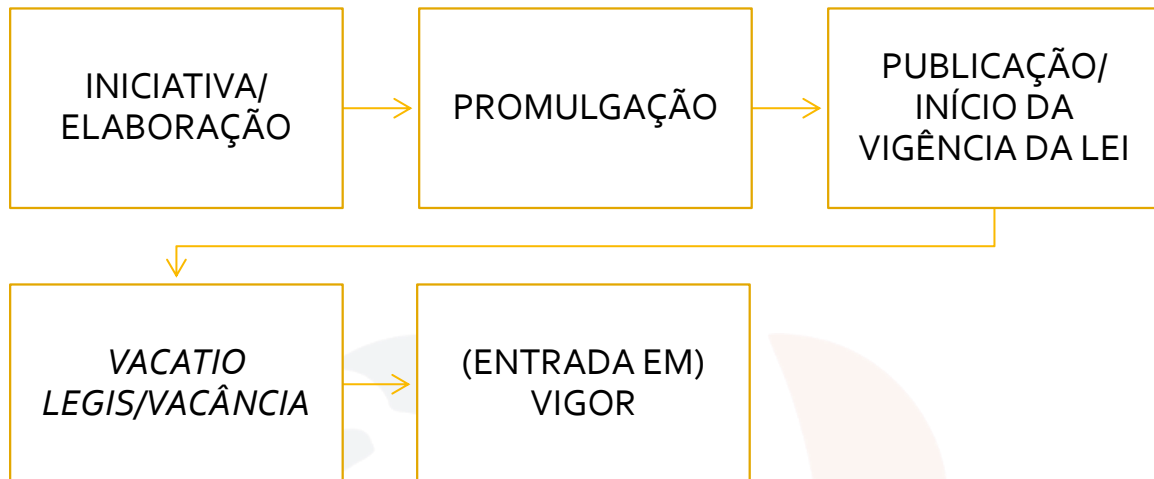 INICIATIVA/
ELABORAÇÃO
PROMULGAÇÃO
PUBLICAÇÃO/
INÍCIO DA
VIGÊNCIA DA LEI
VACATIO
LEGIS/VACÂNCIA
(ENTRADA EM)
VIGOR